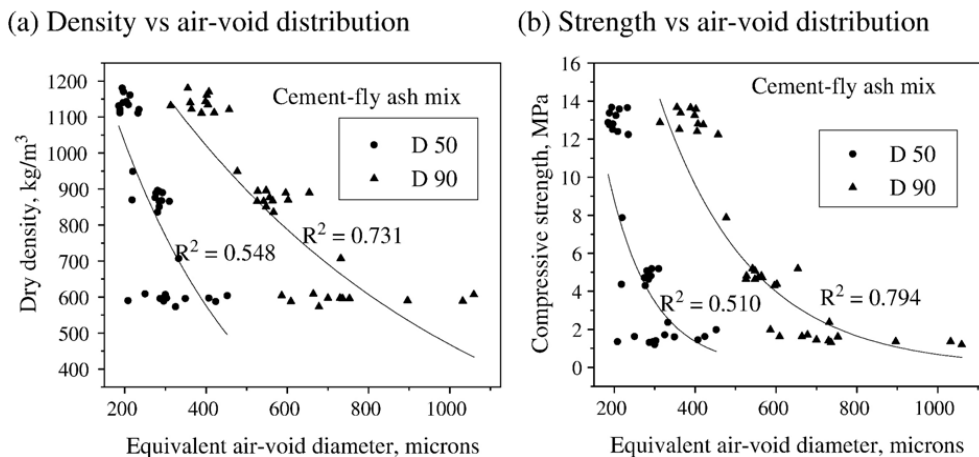 (a) Density vs air-void distribution
1200
1100
1000
900
800
700
600
500
400
Dry density, kg/m³
Cement-fly ash mix
D 50
D 90
R² = 0.731
R² = 0.548
200 400 600 800 1000
Equivalent air-void diameter, microns
(b) Strength vs air-void distribution
16
14
12
10
8
6
4
2
0
Compressive strength, MPa
Cement-fly ash mix
D 50
D 90
R² = 0.510
R² = 0.794
200 400 600 800 1000
Equivalent air-void diameter, microns